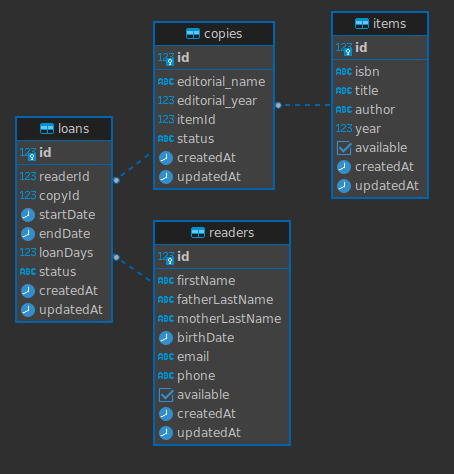 copies
123 id
ABC editorial_name
123 editorial_year
123 itemId
ABC status
createdAt
updatedAt
items
123 id
ABC isbn
ABC title
ABC author
123 year
available
createdAt
updatedAt
loans
123 id
123 readerId
123 copyId
startDate
endDate
123 loanDays
ABC status
createdAt
updatedAt
readers
123 id
ABC firstName
ABC fatherLastName
ABC motherLastName
birthDate
ABC email
ABC phone
available
createdAt
updatedAt